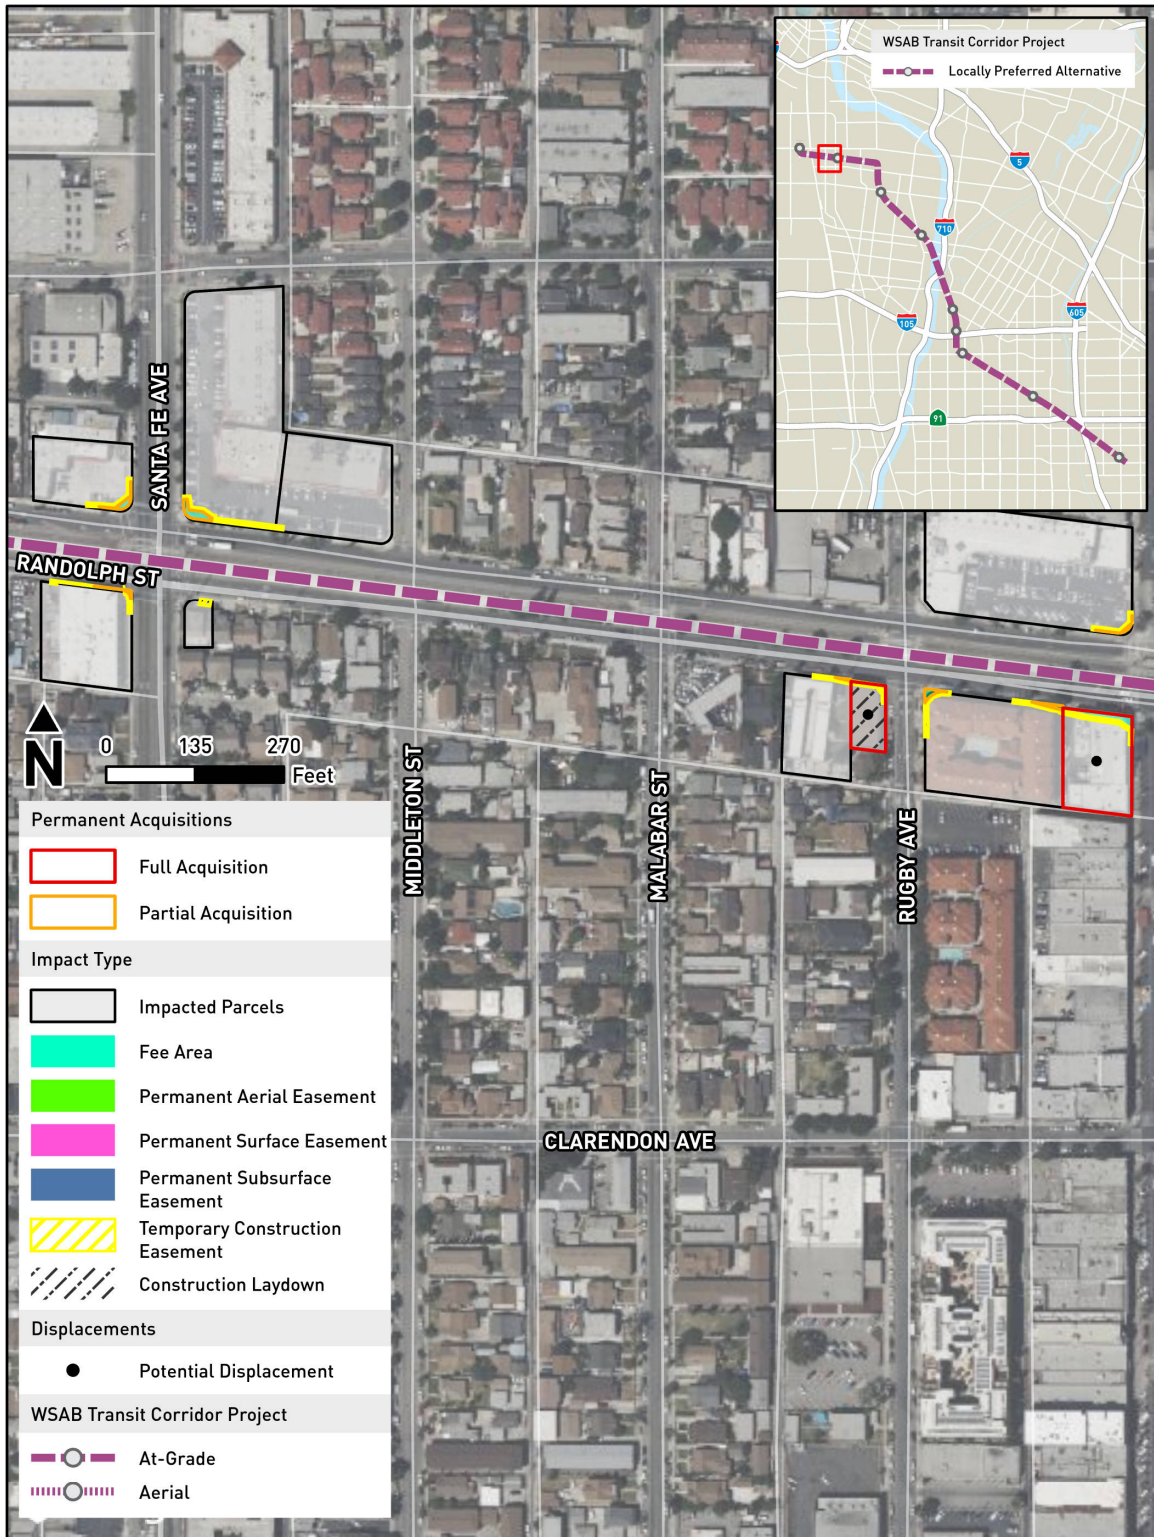 WSAB Transit Corridor Project
Locally Preferred Alternative
5
710
105
605
91
SANTA FE AVE
RANDOLPH ST
MIDDLETON ST
MALABAR ST
RUGBY AVE
CLARENDON AVE
N
0 135 270
Feet
Permanent Acquisitions
Full Acquisition
Partial Acquisition
Impact Type
Impacted Parcels
Fee Area
Permanent Aerial Easement
Permanent Surface Easement
Permanent Subsurface
Easement
Temporary Construction
Easement
Construction Laydown
Displacements
Potential Displacement
WSAB Transit Corridor Project
At-Grade
Aerial